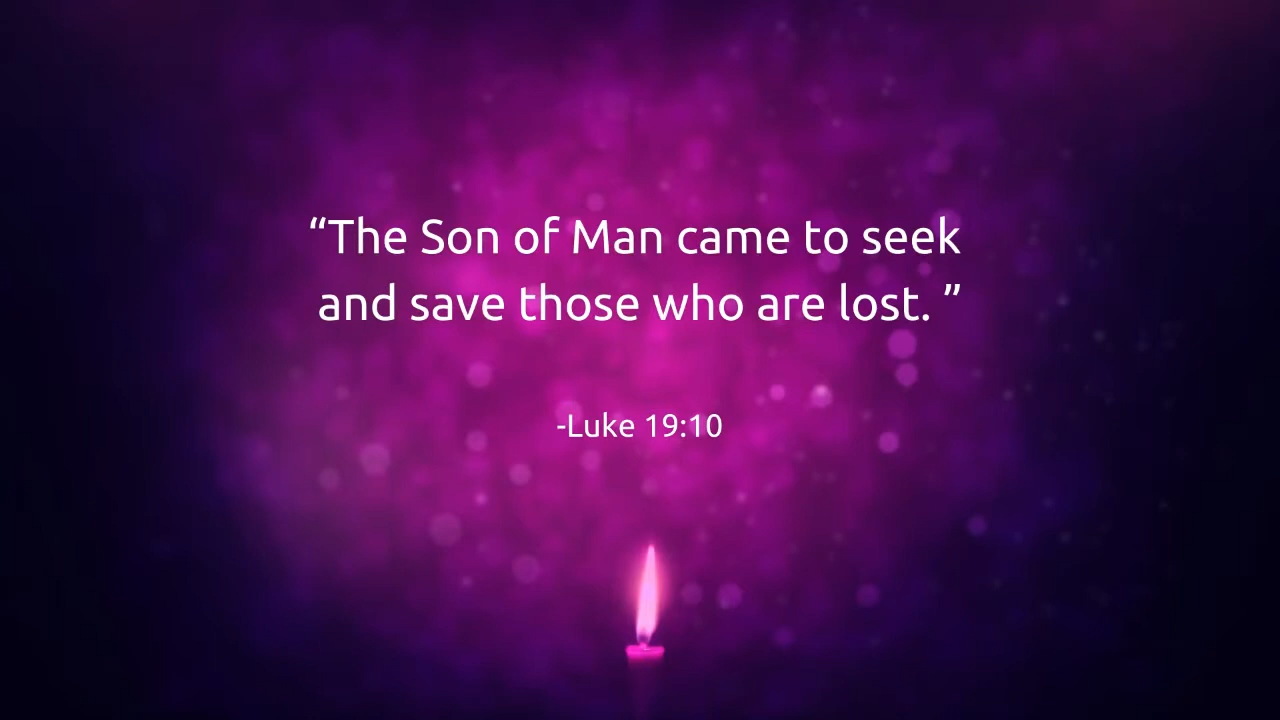 “The Son of Man came to seek
and save those who are lost. ”
-Luke 19:10